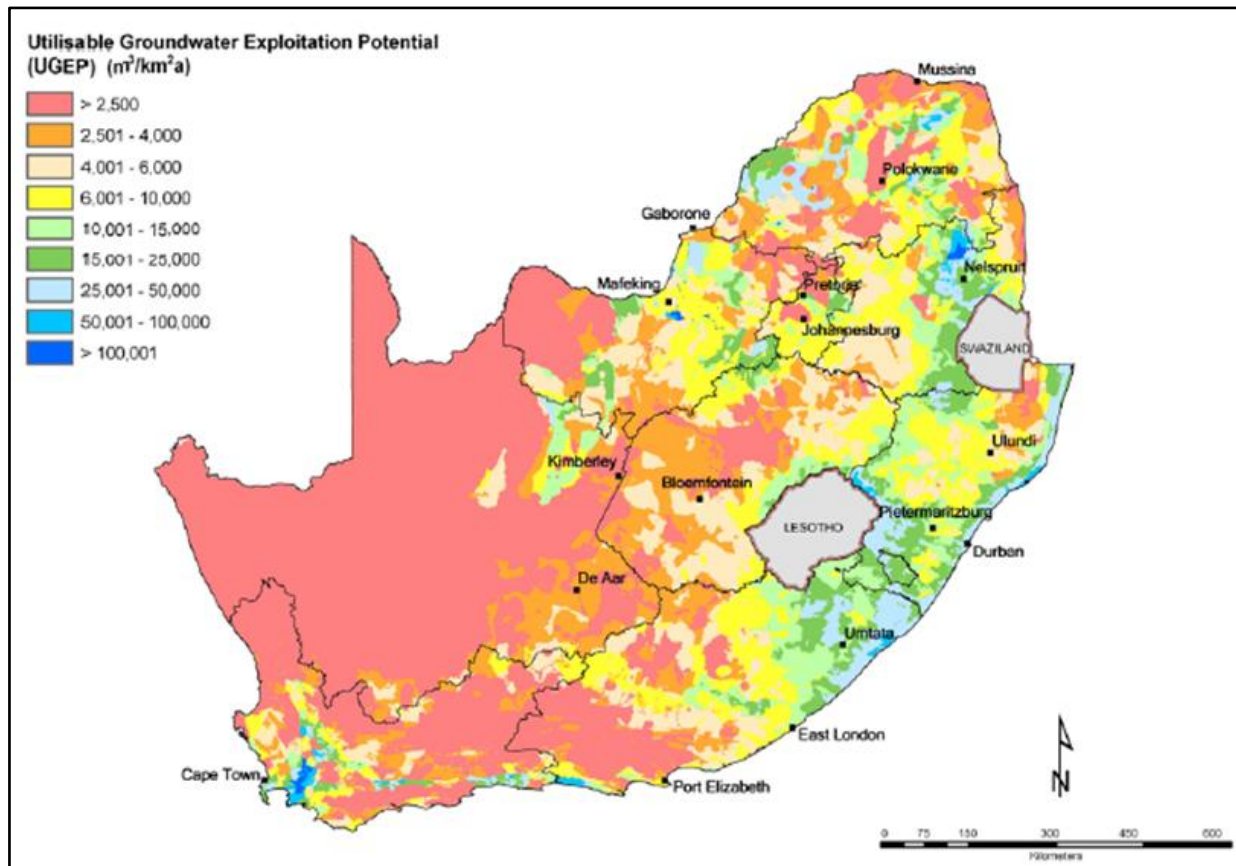 Utilisable Groundwater Exploitation Potential
(UGEP) (m³/km²a)
> 2,500
2,501 - 4,000
4,001 - 6,000
6,001 - 10,000
10,001 - 15,000
15,001 - 25,000
25,001 - 50,000
50,001 - 100,000
> 100,001
Mussina
Polokwane
Gaborone
Nelspruit
Mafeking
Pretoria
Johannesburg
SWAZILAND
Ulundi
Kimberley
Bloemfontein
Pietermaritzburg
LESOTHO
Durban
De Aar
Umtata
East London
Cape Town
Port Elizabeth
N
0 75 150 300 450 600
Kilometers